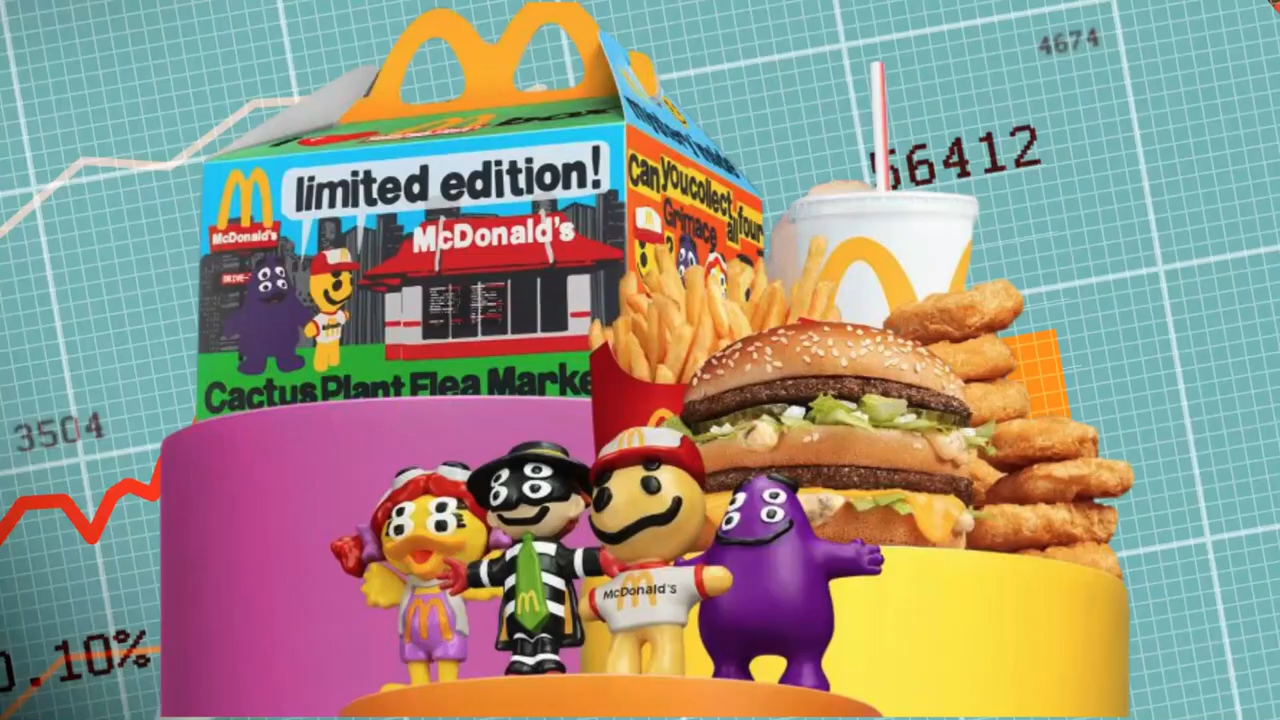 4674
56412
limited edition!
McDonald's
McDonald's
Can you collect
all four
Grimace
Cactus Plant Flea Marke
3504
McDonald's
0.10%